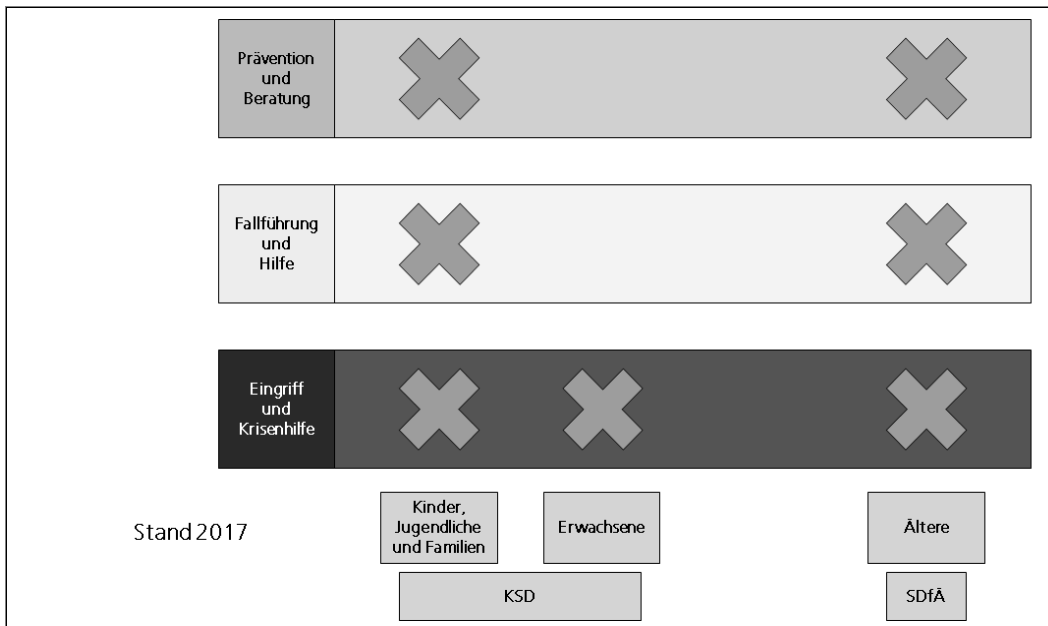 Prävention
und
Beratung
Fallführung
und
Hilfe
Eingriff
und
Krisenhilfe
Stand 2017
Kinder,
Jugendliche
und Familien
Erwachsene
Ältere
KSD
SDfÄ